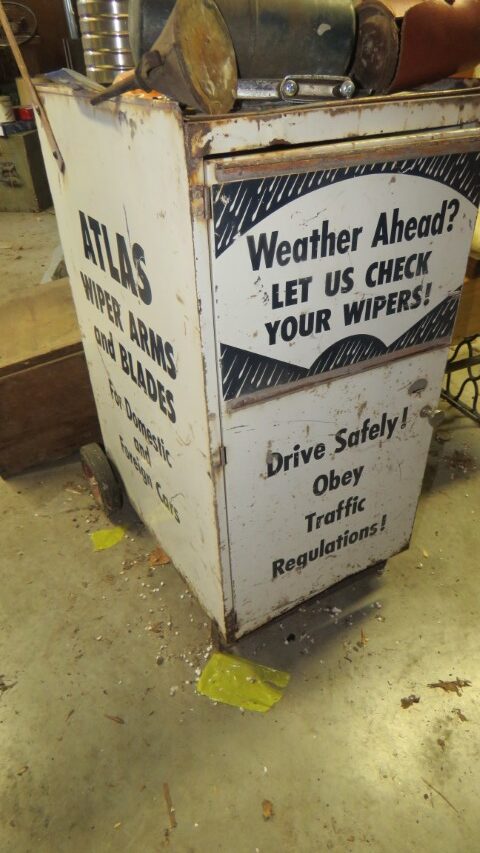 ATLAS
WIPER ARMS
and BLADES
For Domestic
and
Foreign Cars
Weather Ahead?
LET US CHECK
YOUR WIPERS!
Drive Safely!
Obey
Traffic
Regulations!